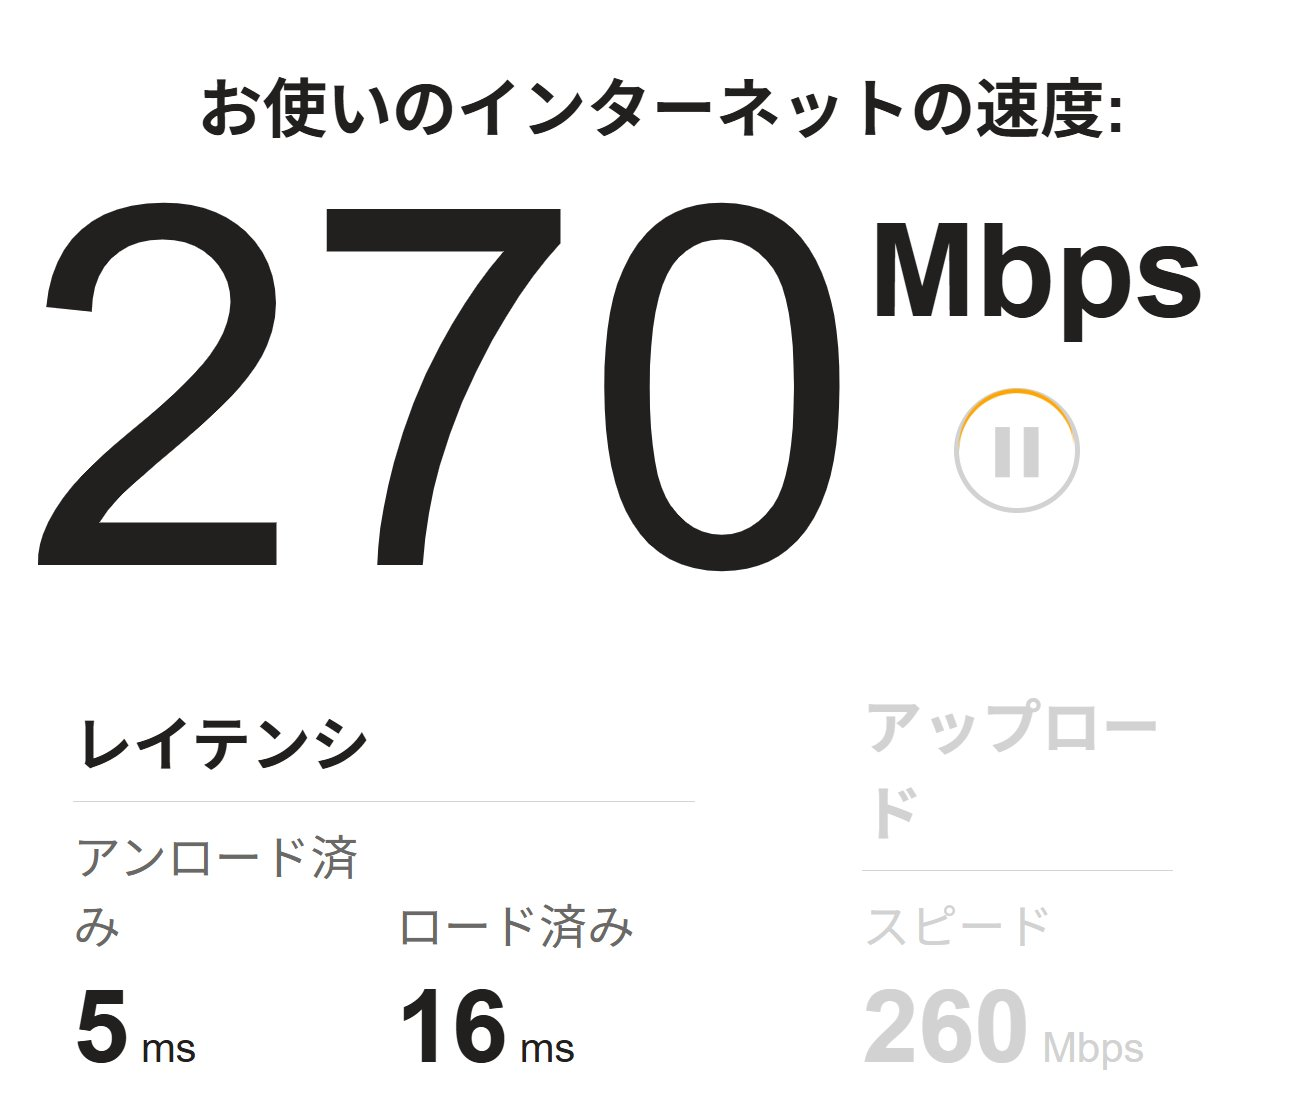 お使いのインターネットの速度:
270 Mbps
レイテンシ
アンロード済
み
5 ms
ロード済み
16 ms
アップロー
ド
スピード
260 Mbps